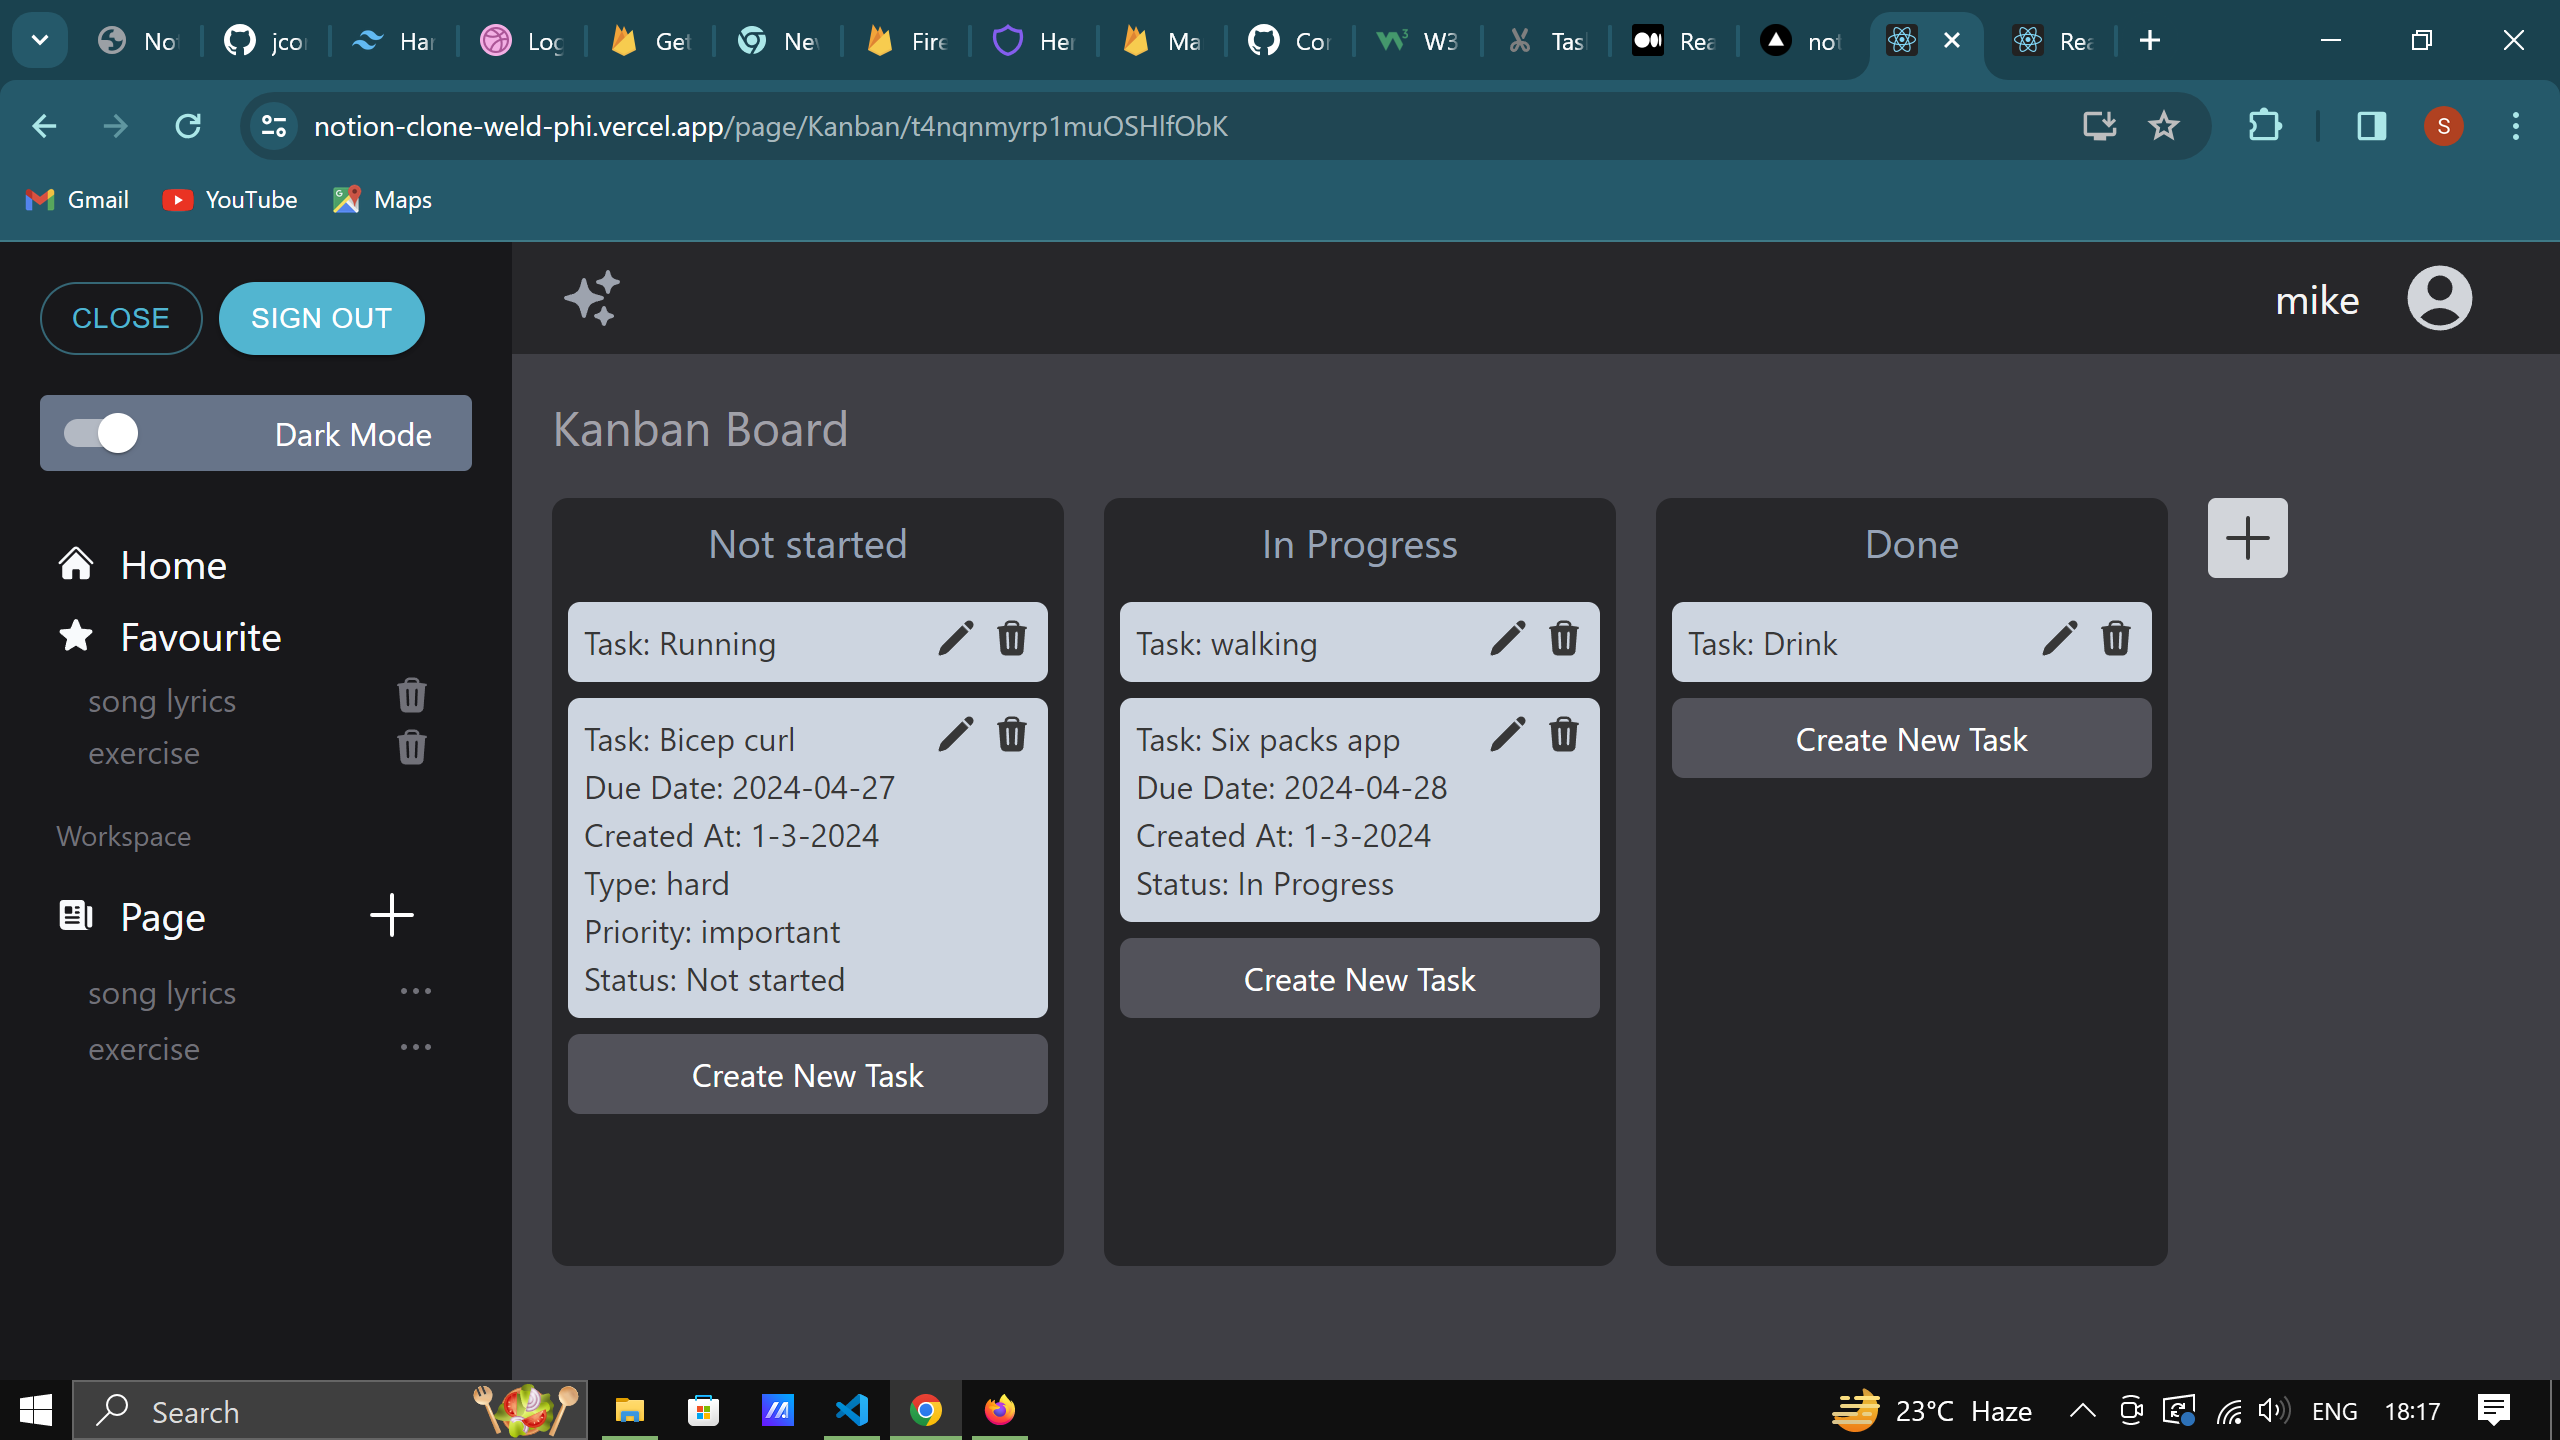 No
jcor
Har
Log
Get
Nev
Fire
Her
Ma
Cor
W3
Tas
Rea
not
Rea
notion-clone-weld-phi.vercel.app/page/Kanban/t4nqnmyrp1muOSHlfObK
S
Gmail
YouTube
Maps
CLOSE
SIGN OUT
mike
Dark Mode
Kanban Board
Home
Favourite
song lyrics
exercise
Workspace
Page
song lyrics
exercise
Not started
Task: Running
Task: Bicep curl
Due Date: 2024-04-27
Created At: 1-3-2024
Type: hard
Priority: important
Status: Not started
Create New Task
In Progress
Task: walking
Task: Six packs app
Due Date: 2024-04-28
Created At: 1-3-2024
Status: In Progress
Create New Task
Done
Task: Drink
Create New Task
Search
23°C Haze
ENG
18:17